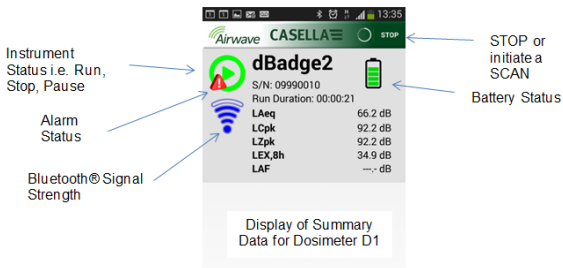 13:35
Airwave CASELLA STOP
dBadge2
S/N: 09990010
Run Duration: 00:00:21
LAeq 66.2 dB
LCpk 92.2 dB
LZpk 92.2 dB
LEX,8h 34.9 dB
LAF ---.- dB
Instrument
Status i.e. Run,
Stop, Pause
Alarm
Status
Bluetooth® Signal
Strength
STOP or
initiate a
SCAN
Battery Status
Display of Summary
Data for Dosimeter D1